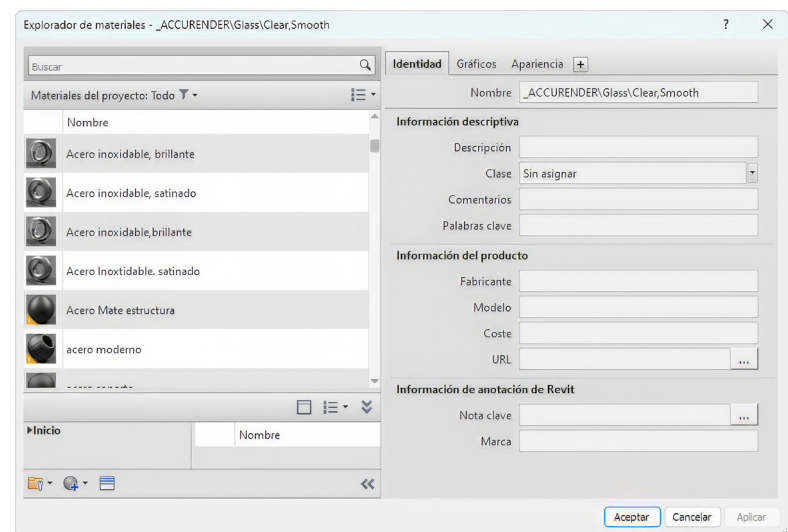 Explorador de materiales - _ACCURENDER\Glass\Clear,Smooth
?
Buscar
Materiales del proyecto: Todo
Nombre
Acero inoxidable, brillante
Acero inoxidable, satinado
Acero inoxidable,brillante
Acero Inoxtidable. satinado
Acero Mate estructura
acero moderno
Inicio
Nombre
Identidad Gráficos Apariencia +
Nombre _ACCURENDER\Glass\Clear,Smooth
Información descriptiva
Descripción
Clase Sin asignar
Comentarios
Palabras clave
Información del producto
Fabricante
Modelo
Coste
URL ...
Información de anotación de Revit
Nota clave ...
Marca
Aceptar Cancelar Aplicar